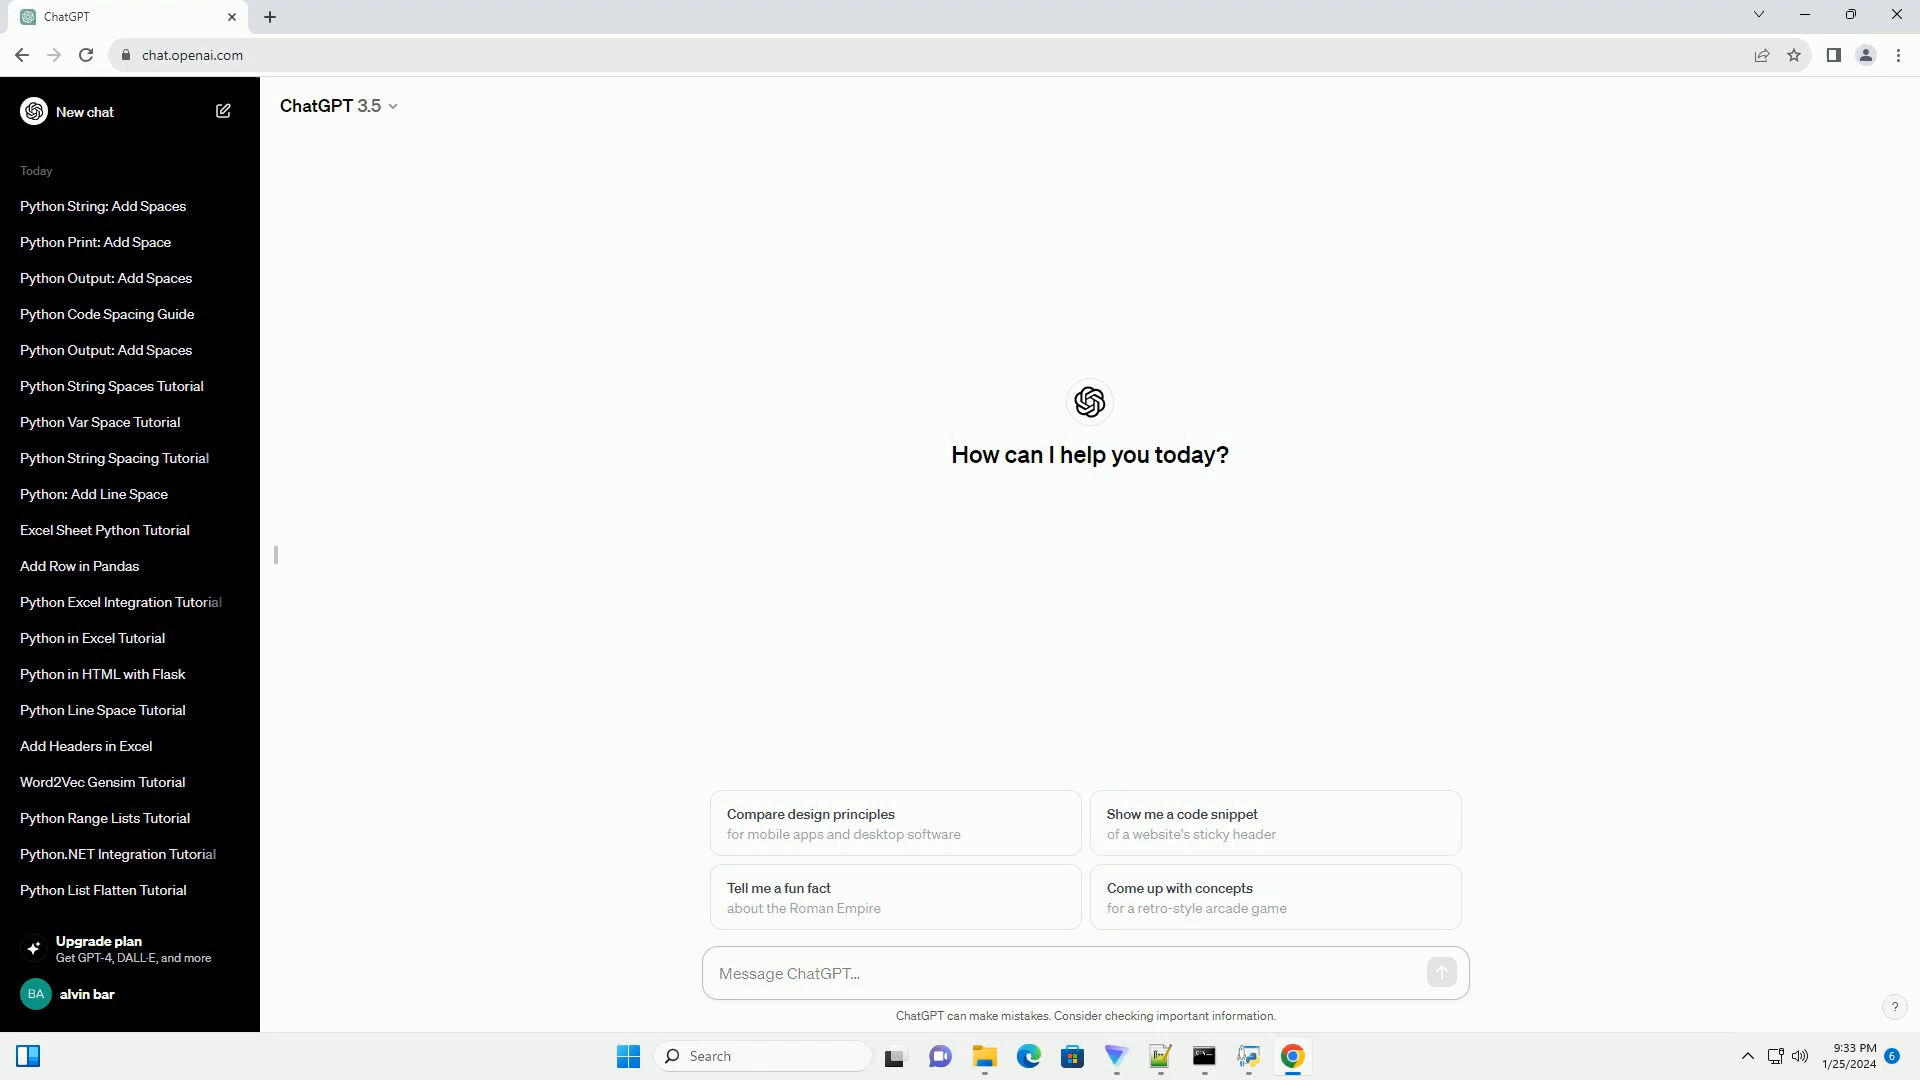 ChatGPT
chat.openai.com
New chat
ChatGPT 3.5
Today
Python String: Add Spaces
Python Print: Add Space
Python Output: Add Spaces
Python Code Spacing Guide
Python Output: Add Spaces
Python String Spaces Tutorial
Python Var Space Tutorial
Python String Spacing Tutorial
Python: Add Line Space
Excel Sheet Python Tutorial
Add Row in Pandas
Python Excel Integration Tutorial
Python in Excel Tutorial
Python in HTML with Flask
Python Line Space Tutorial
Add Headers in Excel
Word2Vec Gensim Tutorial
Python Range Lists Tutorial
Python.NET Integration Tutorial
Python List Flatten Tutorial
Upgrade plan
Get GPT-4, DALL·E, and more
BA alvin bar
How can I help you today?
Compare design principles
for mobile apps and desktop software
Show me a code snippet
of a website's sticky header
Tell me a fun fact
about the Roman Empire
Come up with concepts
for a retro-style arcade game
Message ChatGPT...
ChatGPT can make mistakes. Consider checking important information.
?
Search
9:33 PM
1/25/2024
6